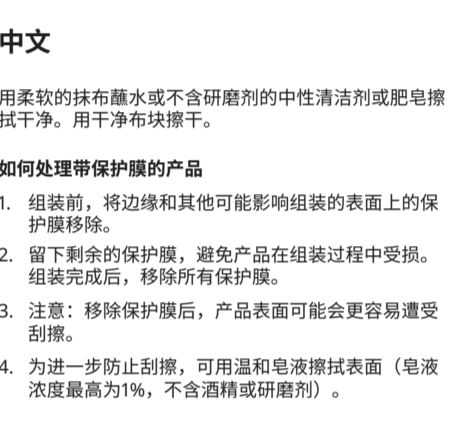 中文
用柔软的抹布蘸水或不含研磨剂的中性清洁剂或肥皂擦
拭干净。用干净布块擦干。
如何处理带保护膜的产品
1. 组装前，将边缘和其他可能影响组装的表面上的保
护膜移除。
2. 留下剩余的保护膜，避免产品在组装过程中受损。
组装完成后，移除所有保护膜。
3. 注意：移除保护膜后，产品表面可能会更容易遭受
刮擦。
4. 为进一步防止刮擦，可用温和皂液擦拭表面（皂液
浓度最高为1%，不含酒精或研磨剂）。